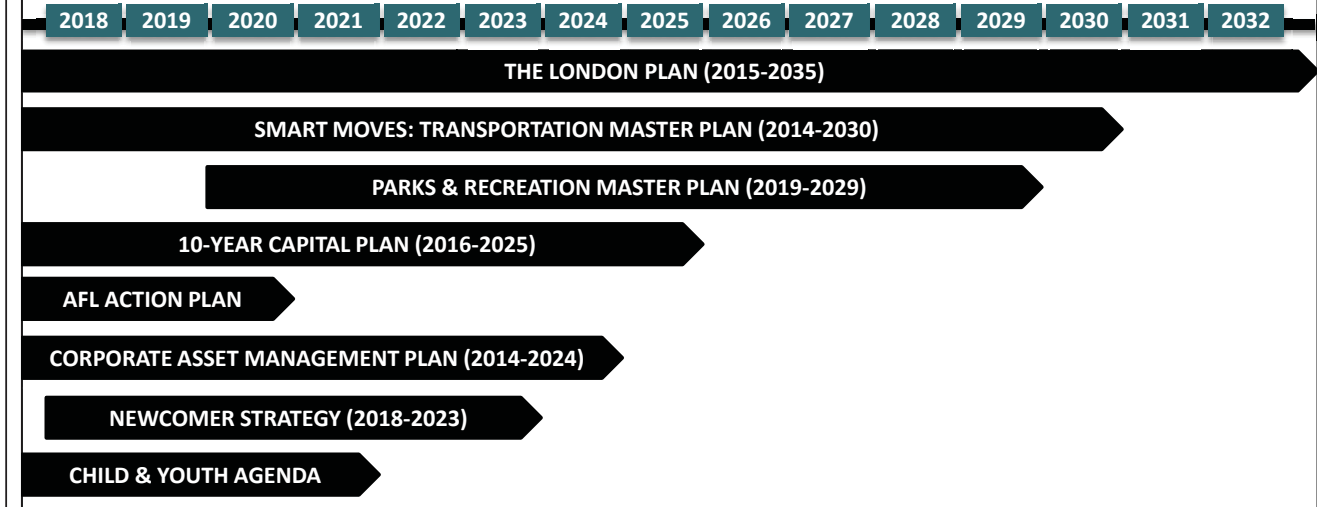 2018 2019 2020 2021 2022 2023 2024 2025 2026 2027 2028 2029 2030 2031 2032
THE LONDON PLAN (2015-2035)
SMART MOVES: TRANSPORTATION MASTER PLAN (2014-2030)
PARKS & RECREATION MASTER PLAN (2019-2029)
10-YEAR CAPITAL PLAN (2016-2025)
AFL ACTION PLAN
CORPORATE ASSET MANAGEMENT PLAN (2014-2024)
NEWCOMER STRATEGY (2018-2023)
CHILD & YOUTH AGENDA